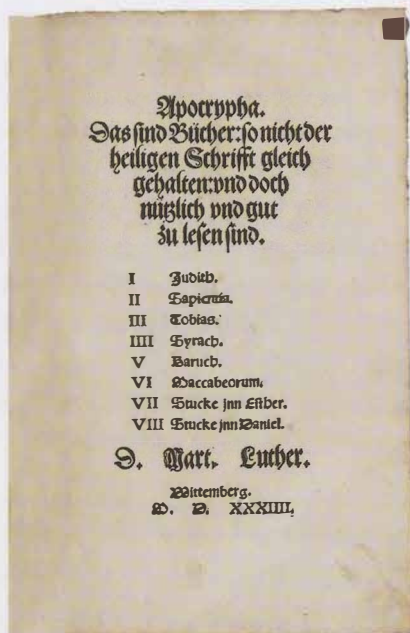 Apocrypha.
Das sind Bücher: so nicht der
heiligen Schrifft gleich
gehalten: vnd doch
nützlich vnd gut
zu lesen sind.
I Judith.
II Sapientia.
III Tobias.
IIII Syrach.
V Baruch.
VI Maccabeorum.
VII Stucke jnn Esther.
VIII Stucke jnn Daniel.
D. Mart. Luther.
Wittemberg.
M. D. XXXIIII.